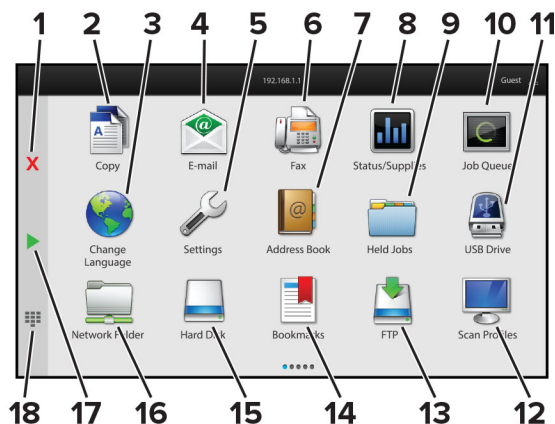 1 2 3 4 5 6 7 8 9 10 11
192.168.1.1 Guest
X
A @
Copy E-mail Fax Status/Supplies Job Queue
@
Change Language Settings Address Book Held Jobs USB Drive
Network Folder Hard Disk Bookmarks FTP Scan Profiles
18 17 16 15 14 13 12